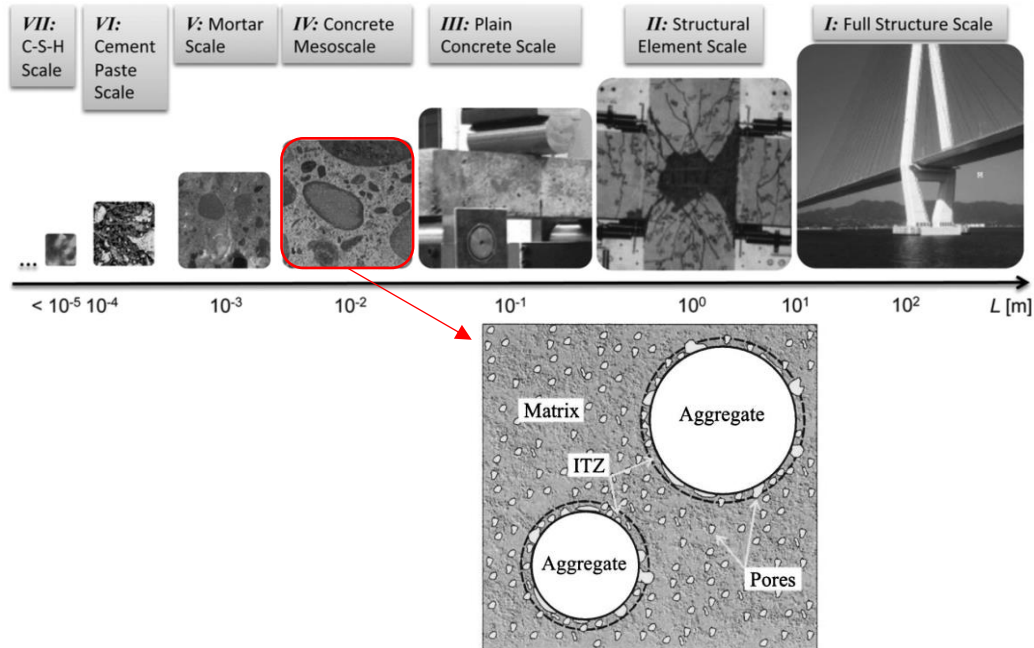 VII:
C-S-H
Scale
VI:
Cement
Paste
Scale
V: Mortar
Scale
IV: Concrete
Mesoscale
III: Plain
Concrete Scale
II: Structural
Element Scale
I: Full Structure Scale
...
< 10-5 10-4 10-3 10-2 10-1 100 101 102 L [m]
Aggregate
Matrix
ITZ
Aggregate
Pores